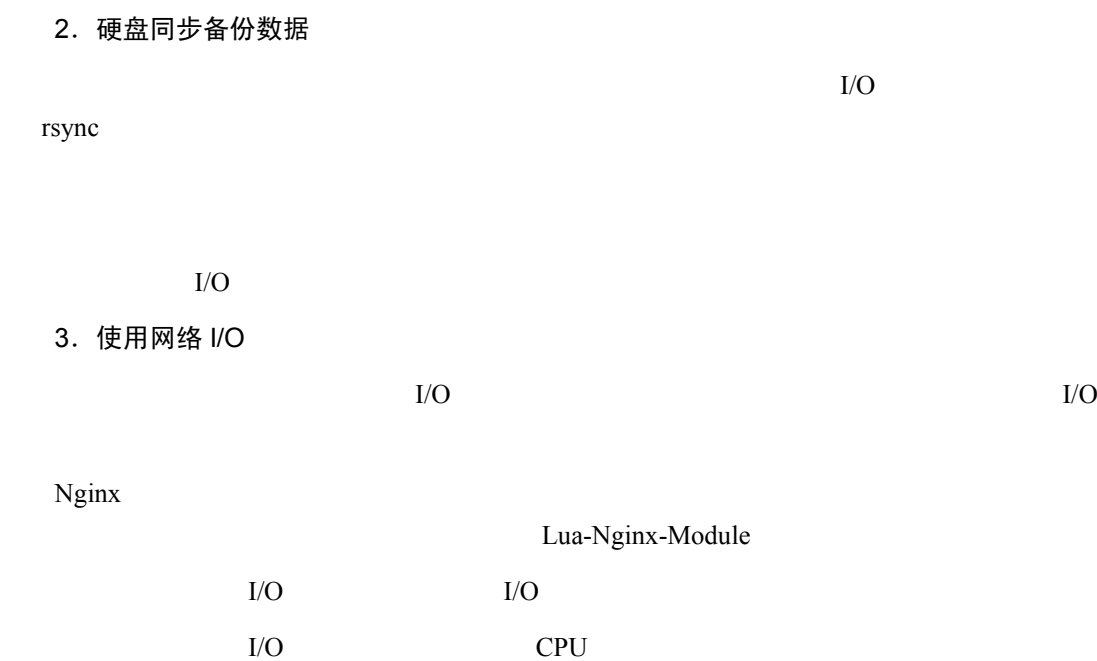 2．硬盘同步备份数据
I/O
rsync
I/O
3．使用网络 I/O
I/O I/O
Nginx
Lua-Nginx-Module
I/O I/O
I/O CPU